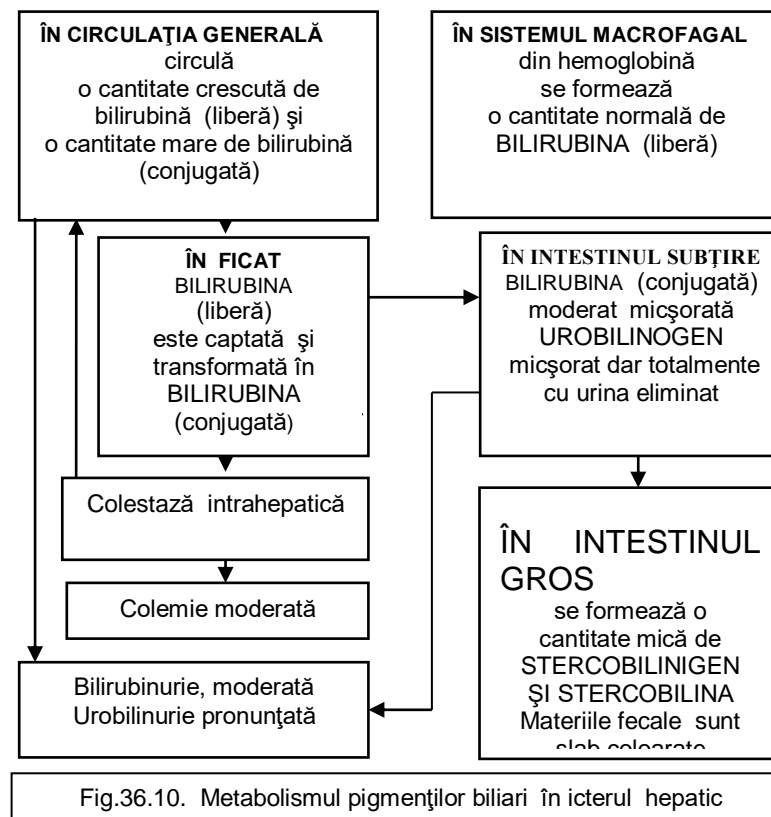 ÎN CIRCULAŢIA GENERALĂ
circulă
o cantitate crescută de
bilirubină (liberă) şi
o cantitate mare de bilirubină
(conjugată)
ÎN SISTEMUL MACROFAGAL
din hemoglobină
se formează
o cantitate normală de
BILIRUBINA (liberă)
ÎN FICAT
BILIRUBINA
(liberă)
este captată şi
transformată în
BILIRUBINA
(conjugată)
ÎN INTESTINUL SUBŢIRE
BILIRUBINA (conjugată)
moderat micşorată
UROBILINOGEN
micşorat dar totalmente
cu urina eliminat
Colestază intrahepatică
Colemie moderată
Bilirubinurie, moderată
Urobilinurie pronunţată
ÎN INTESTINUL
GROS
se formează o
cantitate mică de
STERCOBILINIGEN
ŞI STERCOBILINA
Materiile fecale sunt
slab colorate
Fig.36.10. Metabolismul pigmenţilor biliari în icterul hepatic